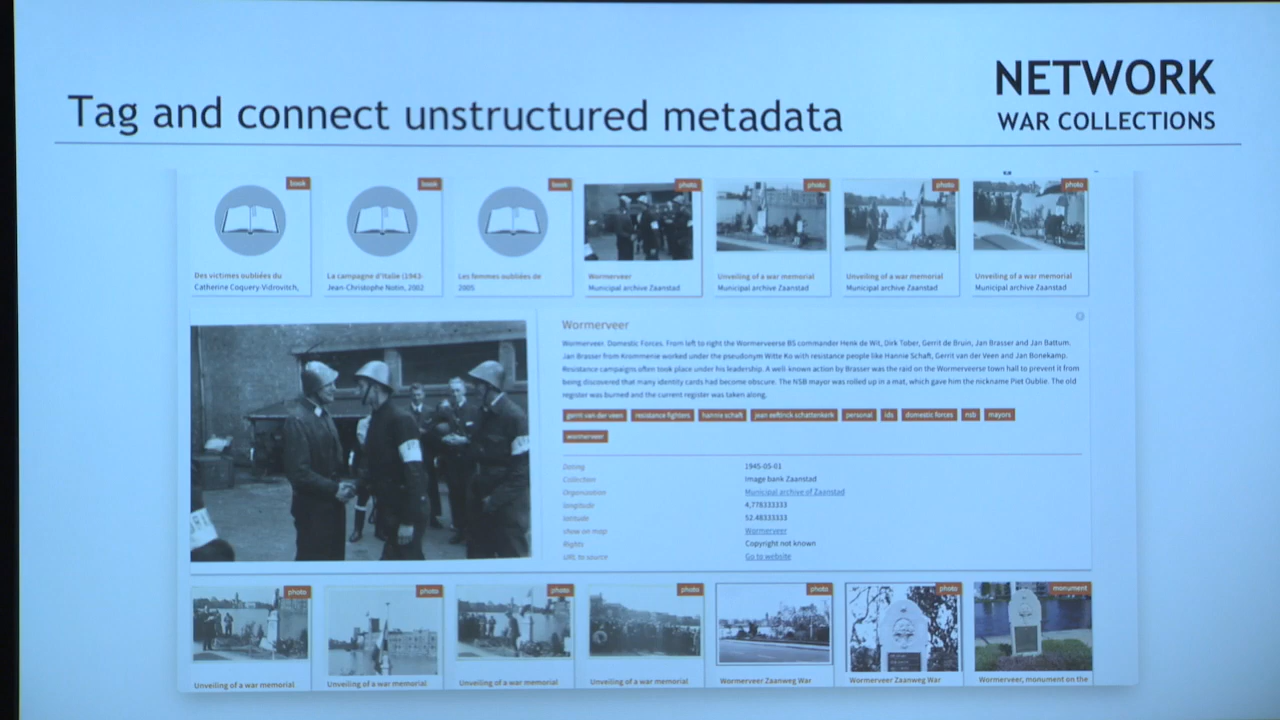 NETWORK
WAR COLLECTIONS
Tag and connect unstructured metadata
book
book
book
photo
photo
photo
photo
Des victimes oubliées du
Catherine Coquery-Vidrovitch,
La campagne d'Italie (1943-
Jean-Christophe Notin, 2002
Les femmes oubliées de
2005
Wormerveer
Municipal archive Zaanstad
Unveiling of a war memorial
Municipal archive Zaanstad
Unveiling of a war memorial
Municipal archive Zaanstad
Unveiling of a war memorial
Municipal archive Zaanstad
Wormerveer
Wormerveer. Domestic Forces. From left to right the Wormerveerse BS commander Henk de Wit, Dirk Tober, Gerrit de Bruin, Jan Brasser and Jan Battum.
Jan Brasser from Krommenie worked under the pseudonym Witte Ko with resistance people like Hannie Schaft, Gerrit van der Veen and Jan Bonekamp.
Resistance campaigns often took place under his leadership. A well known action by Brasser was the raid on the Wormerveerse town hall to prevent it from
being discovered that many identity cards had become obscure. The NSB mayor was rolled up in a mat, which gave him the nickname Piet Oublie. The old
register was burned and the current register was taken along.
gerrit van der veen resistance fighters hannie schaft jean eeftinck schattenkerk personal ids domestic forces nsb mayors
wormerveer
Dating 1945-05-01
Collection Image bank Zaanstad
Organization Municipal archive of Zaanstad
longitude 4,778333333
latitude 52.48333333
show on map Wormerveer
Rights Copyright not known
URL to source Go to website
photo
photo
photo
photo
photo
photo
monument
Unveiling of a war memorial
Unveiling of a war memorial
Unveiling of a war memorial
Unveiling of a war memorial
Wormerveer Zaanweg War
Wormerveer Zaanweg War
Wormerveer, monument on the